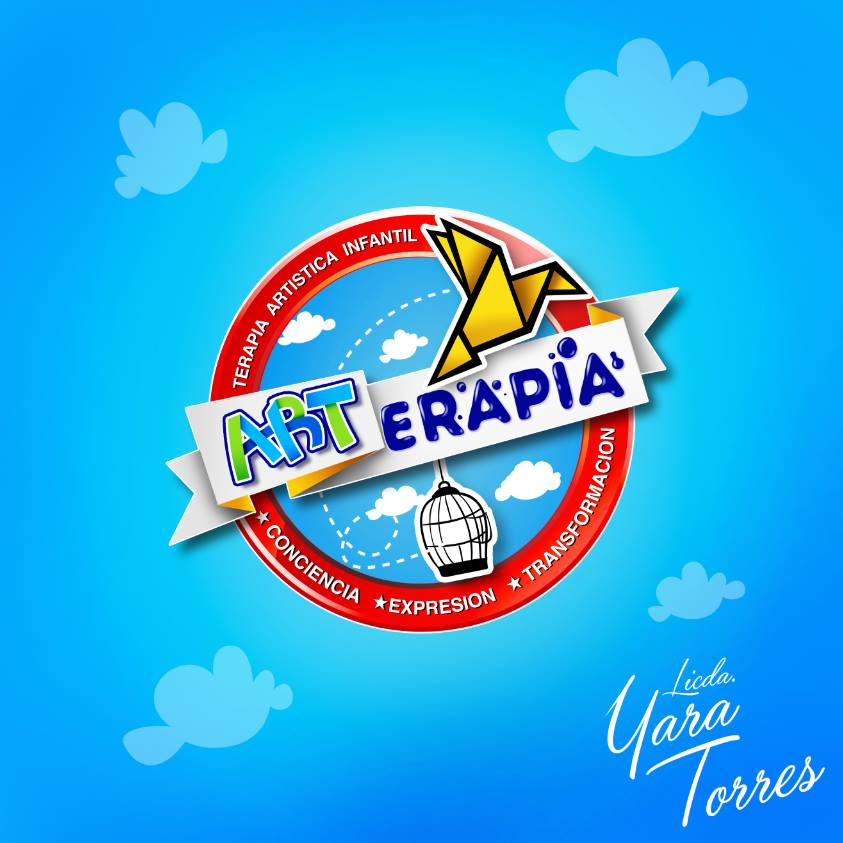 TERAPIA ARTISTICA INFANTIL
ARTERAPIA
★CONCIENCIA ★EXPRESION ★TRANSFORMACION
Licda.
Yara
Torres